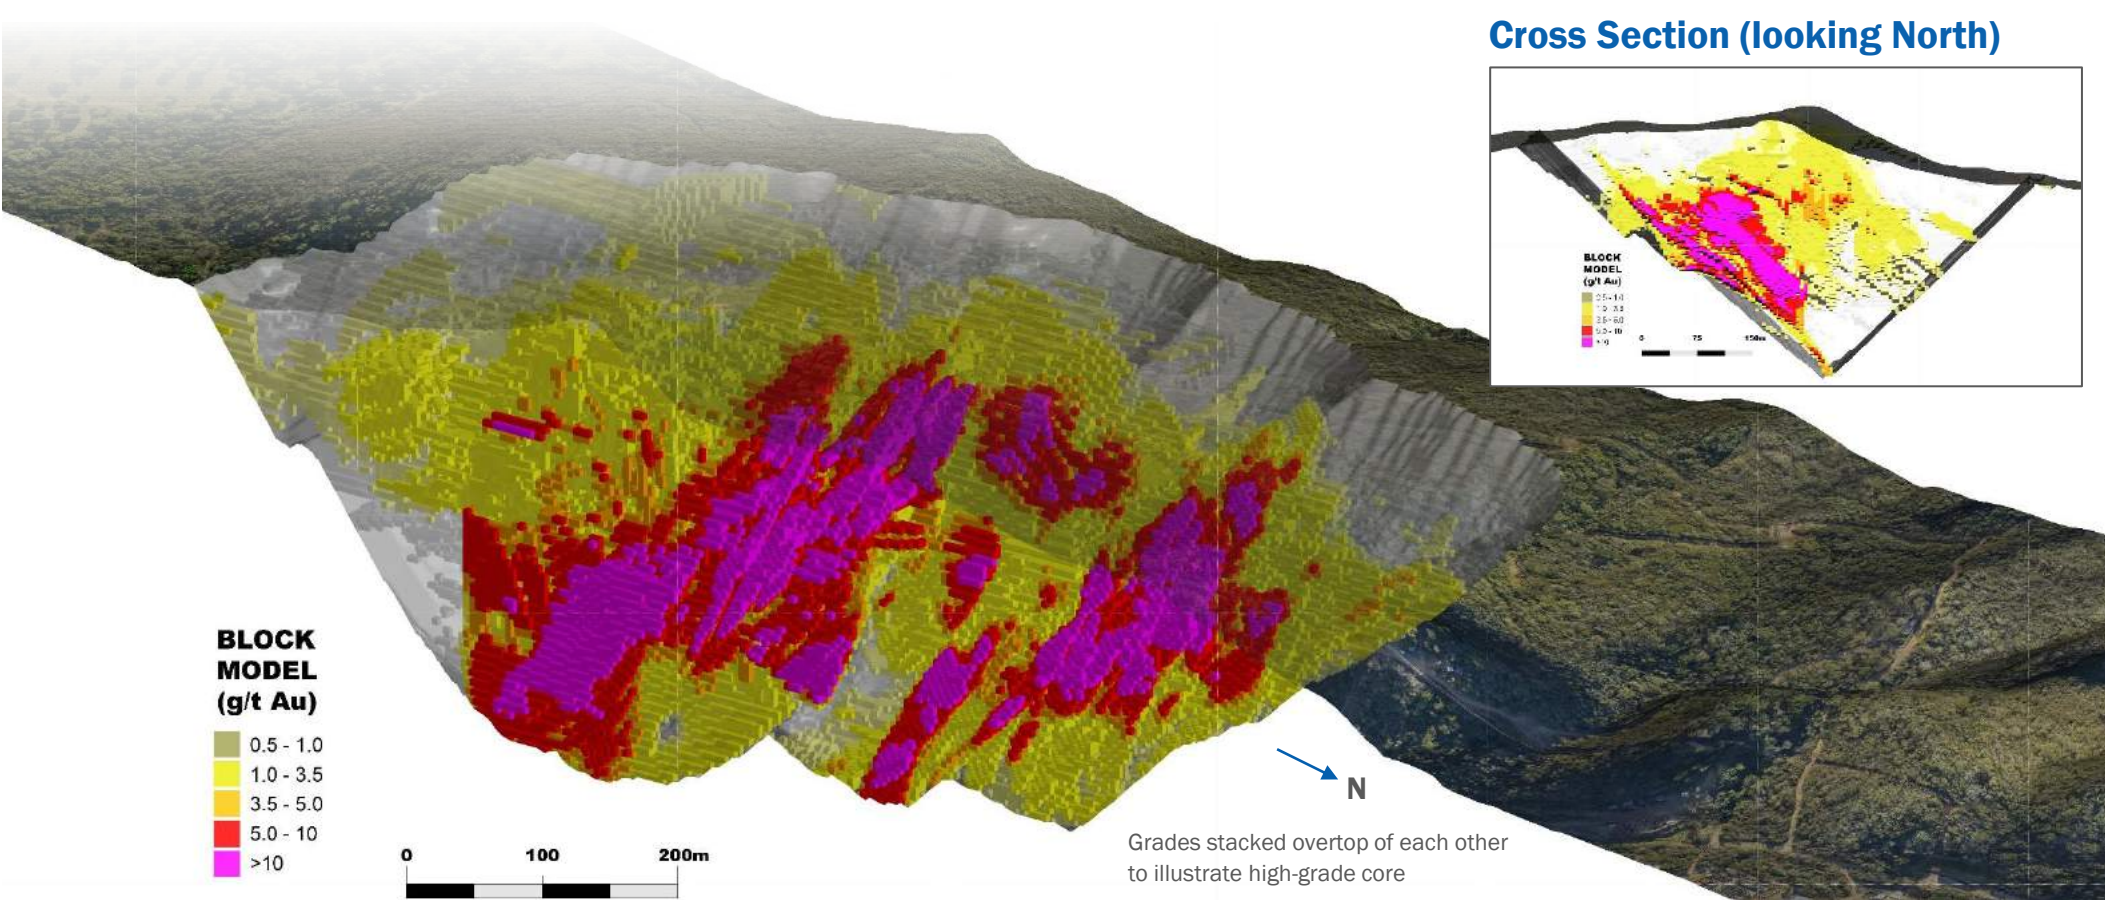 Cross Section (looking North)
BLOCK
MODEL
(g/t Au)
0 75 150m
>10
BLOCK
MODEL
(g/t Au)
0.5 - 1.0
1.0 - 3.5
3.5 - 5.0
5.0 - 10
>10
0 100 200m
N
Grades stacked overtop of each other
to illustrate high-grade core